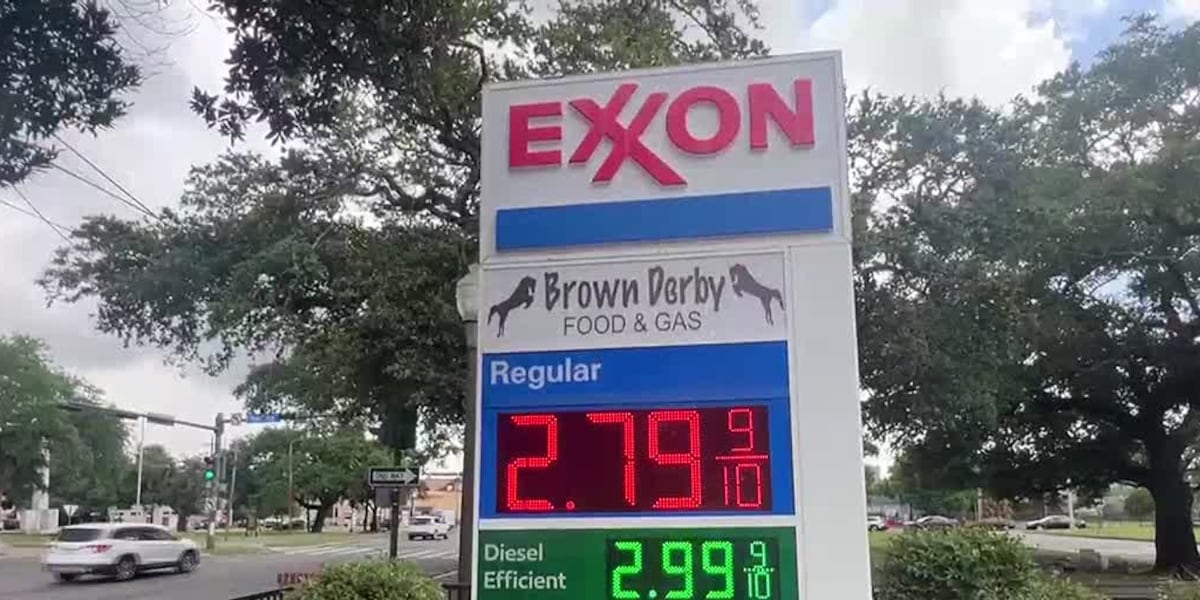 EXXON
Brown Derby
FOOD & GAS
Regular
2.79 9/10
Diesel
Efficient
2.99 9/10
ONE WAY